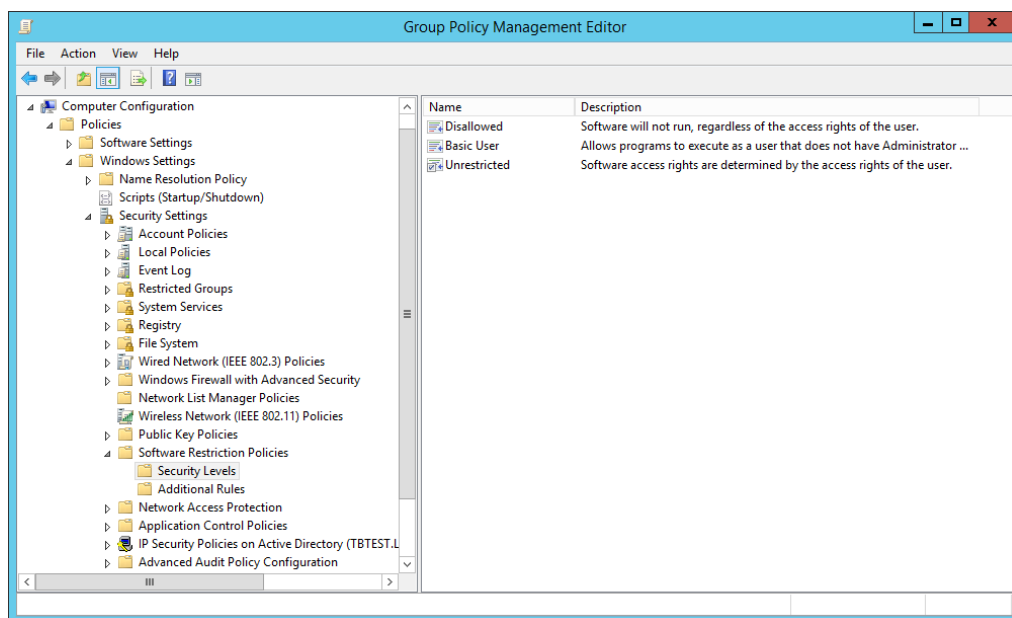 Group Policy Management Editor
File Action View Help
Computer Configuration
Policies
Software Settings
Windows Settings
Name Resolution Policy
Scripts (Startup/Shutdown)
Security Settings
Account Policies
Local Policies
Event Log
Restricted Groups
System Services
Registry
File System
Wired Network (IEEE 802.3) Policies
Windows Firewall with Advanced Security
Network List Manager Policies
Wireless Network (IEEE 802.11) Policies
Public Key Policies
Software Restriction Policies
Security Levels
Additional Rules
Network Access Protection
Application Control Policies
IP Security Policies on Active Directory (TBTEST.L
Advanced Audit Policy Configuration
Name Description
Disallowed Software will not run, regardless of the access rights of the user.
Basic User Allows programs to execute as a user that does not have Administrator ...
Unrestricted Software access rights are determined by the access rights of the user.